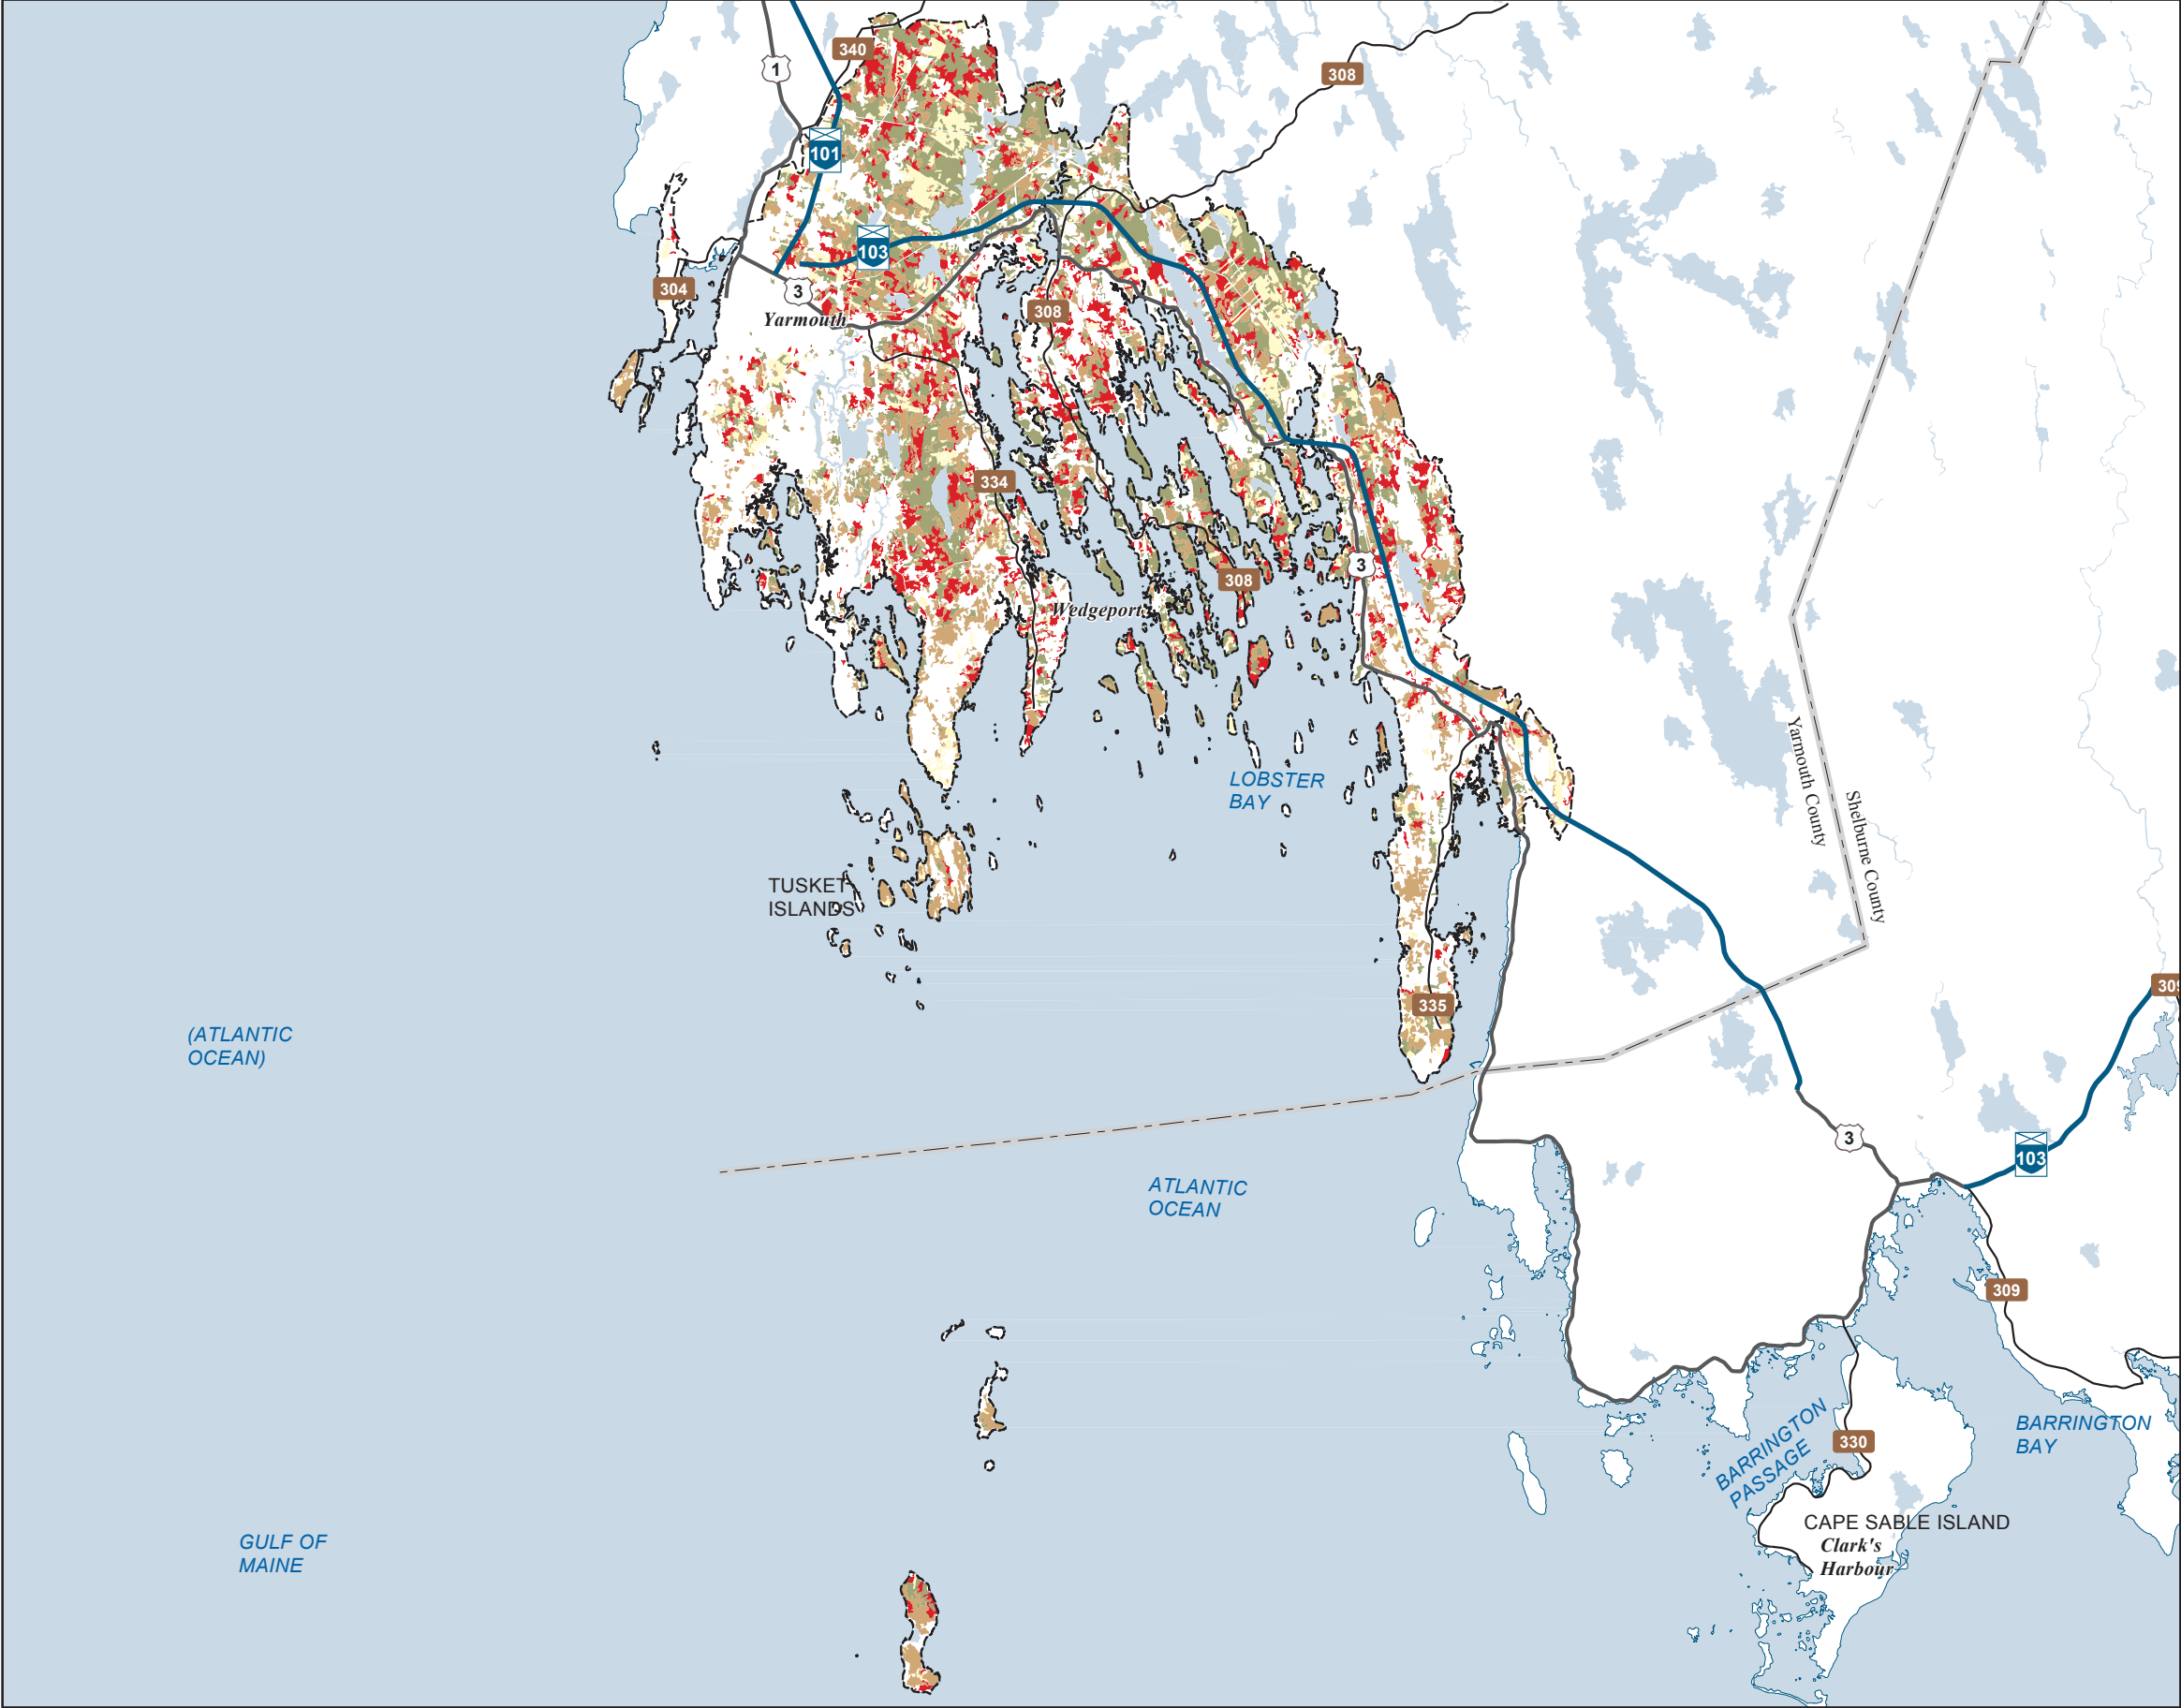 340
1
308
101
103
304
3
Yarmouth
308
334
3
308
Wedgeport
LOBSTER
BAY
Yarmouth County
Shelburne County
TUSKET
ISLANDS
335
309
(ATLANTIC
OCEAN)
3
103
ATLANTIC
OCEAN
309
BARRINGTON
PASSAGE
330
BARRINGTON
BAY
CAPE SABLE ISLAND
Clark's
Harbour
GULF OF
MAINE